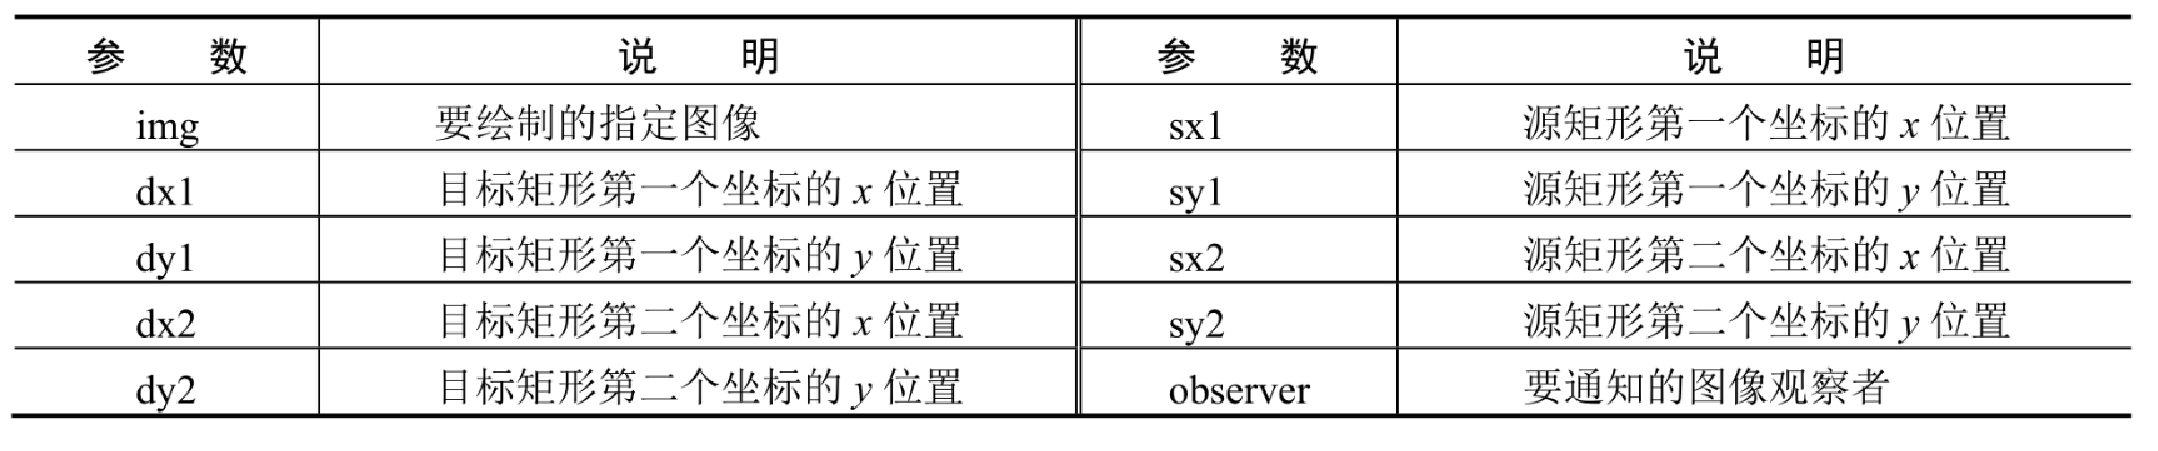 参 数 说 明 参 数 说 明
img 要绘制的指定图像 sx1 源矩形第一个坐标的 x 位置
dx1 目标矩形第一个坐标的 x 位置 sy1 源矩形第一个坐标的 y 位置
dy1 目标矩形第一个坐标的 y 位置 sx2 源矩形第二个坐标的 x 位置
dx2 目标矩形第二个坐标的 x 位置 sy2 源矩形第二个坐标的 y 位置
dy2 目标矩形第二个坐标的 y 位置 observer 要通知的图像观察者